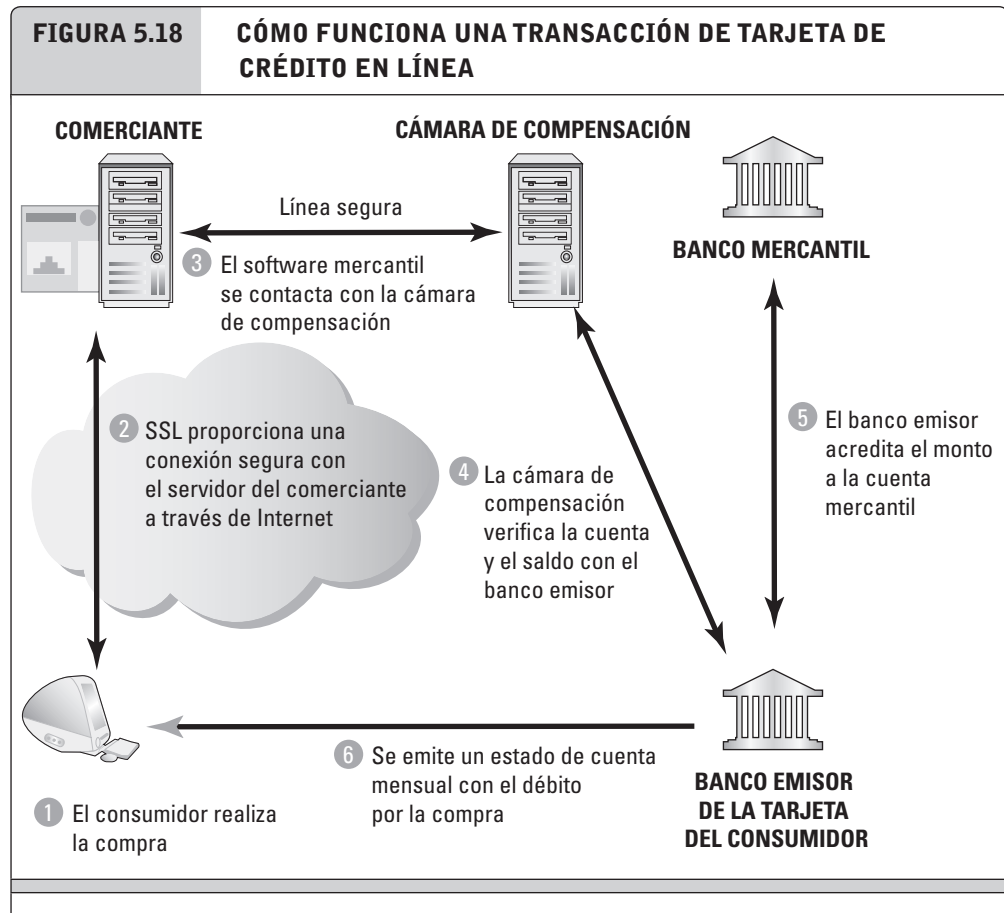 FIGURA 5.18
CÓMO FUNCIONA UNA TRANSACCIÓN DE TARJETA DE
CRÉDITO EN LÍNEA
COMERCIANTE
CÁMARA DE COMPENSACIÓN
Línea segura
BANCO MERCANTIL
3 El software mercantil
se contacta con la cámara
de compensación
2 SSL proporciona una
conexión segura con
el servidor del comerciante
a través de Internet
4 La cámara de
compensación
verifica la cuenta
y el saldo con el
banco emisor
5 El banco emisor
acredita el monto
a la cuenta
mercantil
6 Se emite un estado de cuenta
mensual con el débito
por la compra
1 El consumidor realiza
la compra
BANCO EMISOR
DE LA TARJETA
DEL CONSUMIDOR